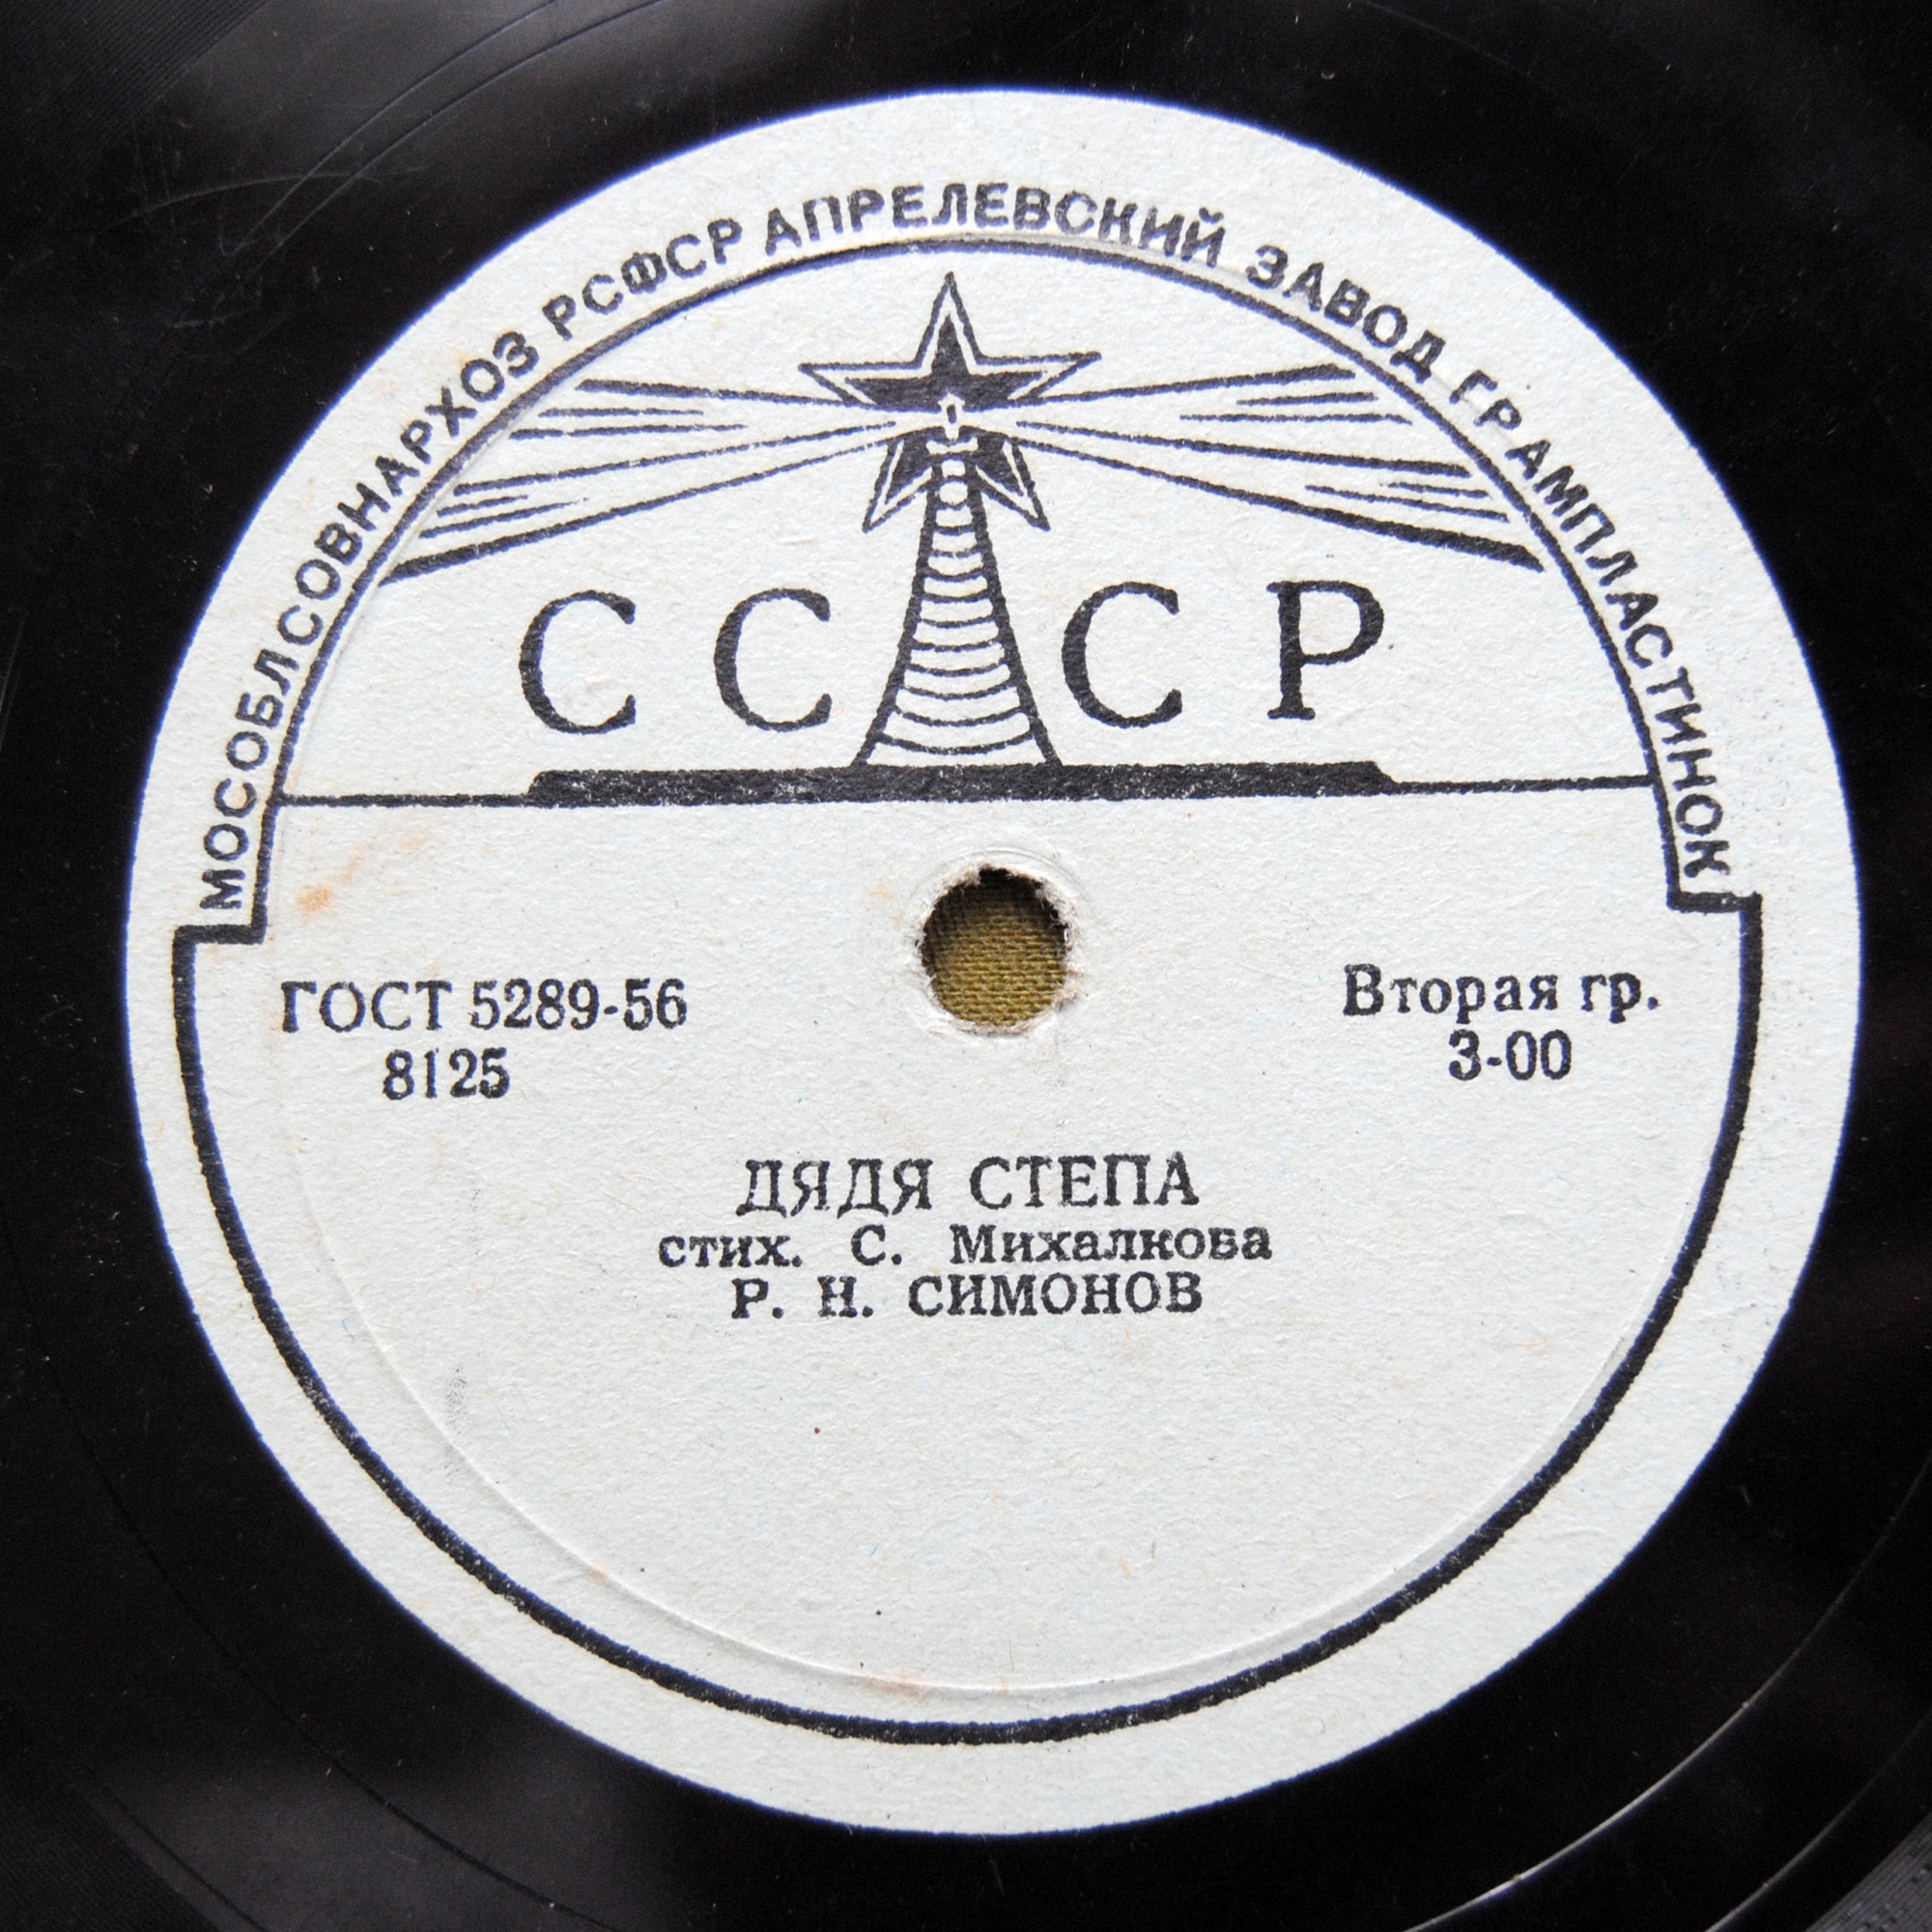 МОСОБЛСОВНАРХОЗ РСФСР АПРЕЛЕВСКИЙ ЗАВОД ГРАМПЛАСТИНОК
СССР
ГОСТ 5289-56
8125
Вторая гр.
3-00
ДЯДЯ СТЕПА
стих. С. Михалкова
Р. Н. СИМОНОВ